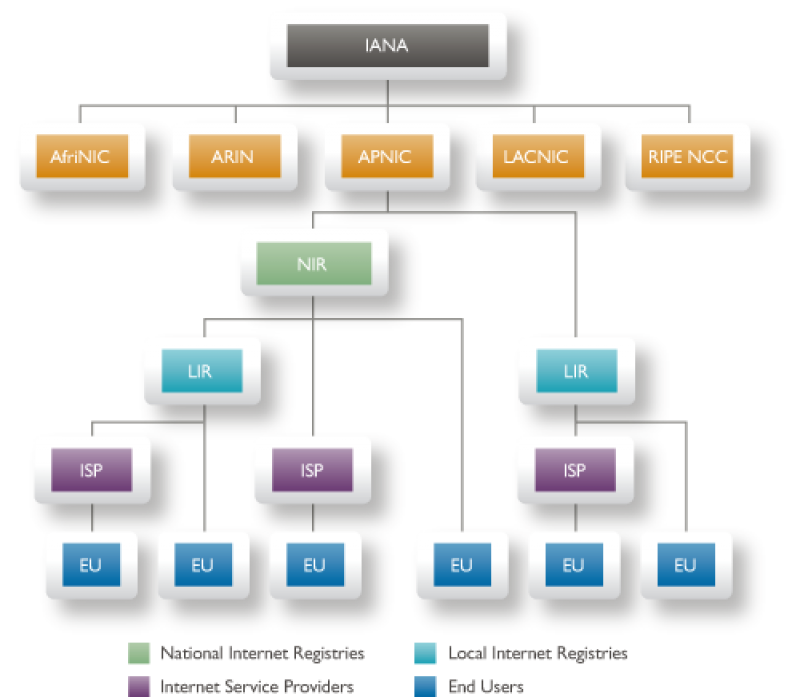 IANA
AfriNIC ARIN APNIC LACNIC RIPE NCC
NIR
LIR LIR
ISP ISP ISP
EU EU EU EU EU EU
National Internet Registries Local Internet Registries
Internet Service Providers End Users